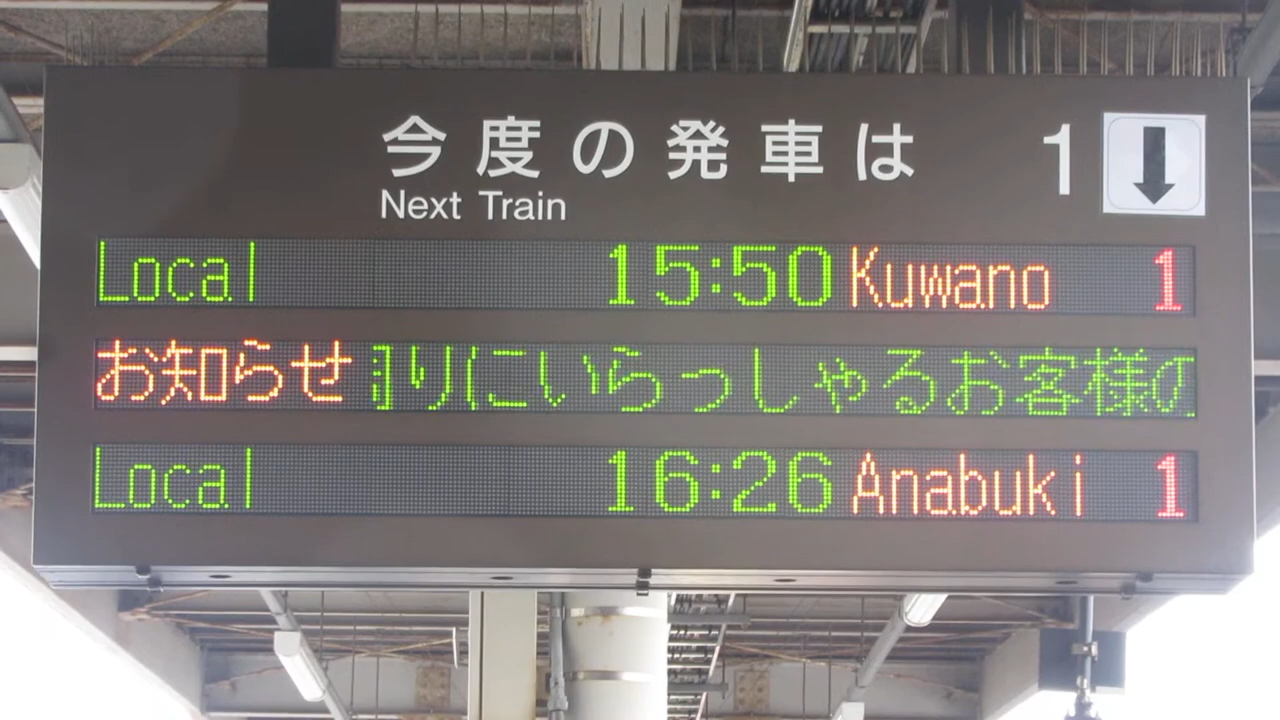 今度の発車は 1
Next Train
Local 15:50 Kuwano 1
お知らせ りにいらっしゃるお客様の
Local 16:26 Anabuki 1